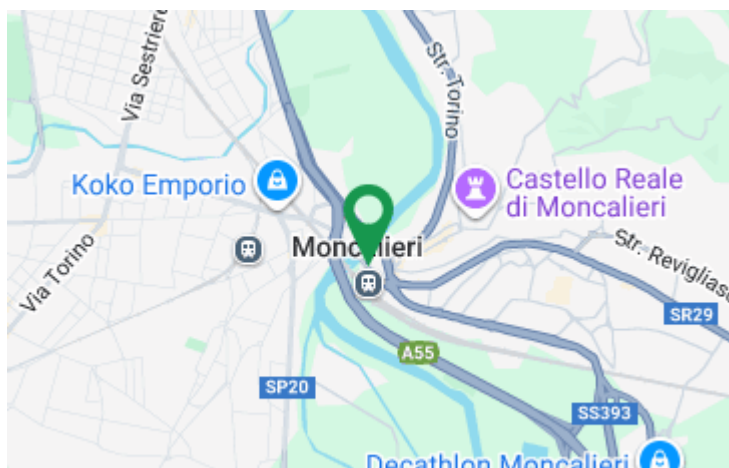 Via Sestriere
Str. Torino
Koko Emporio
Castello Reale
di Moncalieri
Moncalieri
Via Torino
Str. Revigliasc
SR29
A55
SP20
SS393
Decathlon Moncalieri